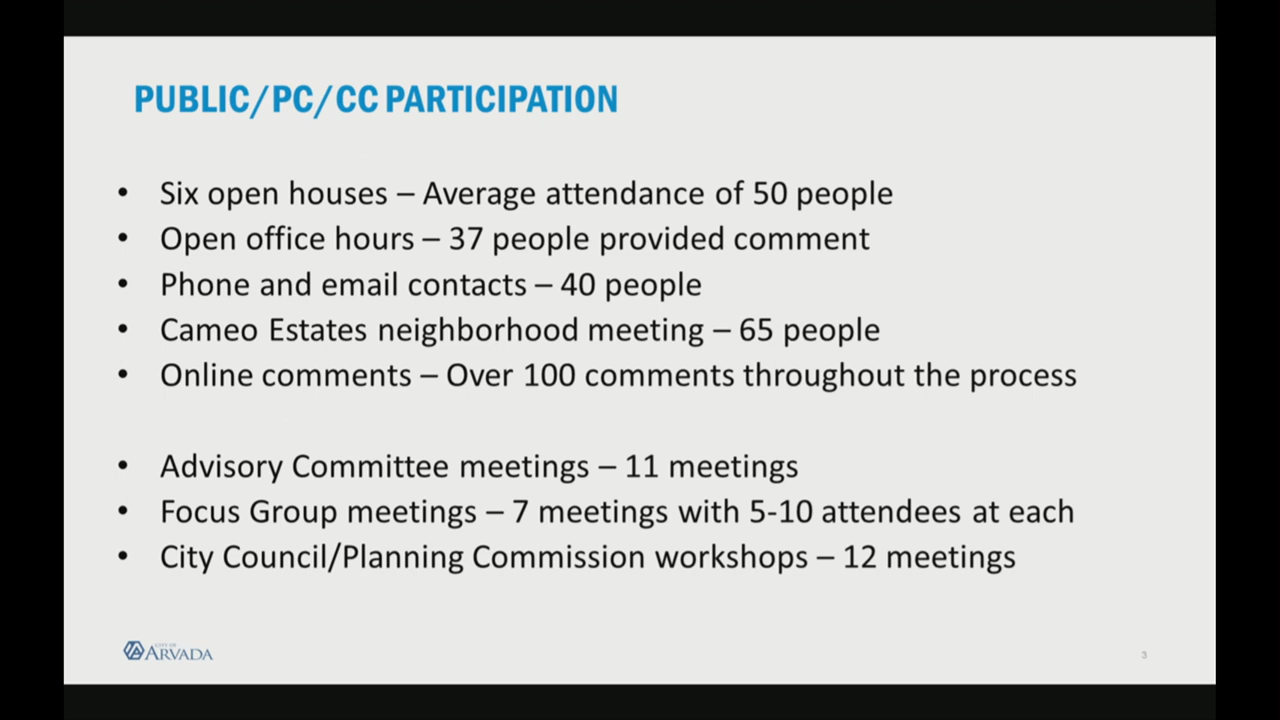 PUBLIC/PC/CC PARTICIPATION
• Six open houses – Average attendance of 50 people
• Open office hours – 37 people provided comment
• Phone and email contacts – 40 people
• Cameo Estates neighborhood meeting – 65 people
• Online comments – Over 100 comments throughout the process
• Advisory Committee meetings – 11 meetings
• Focus Group meetings – 7 meetings with 5-10 attendees at each
• City Council/Planning Commission workshops – 12 meetings
CITY OF
ARVADA
3